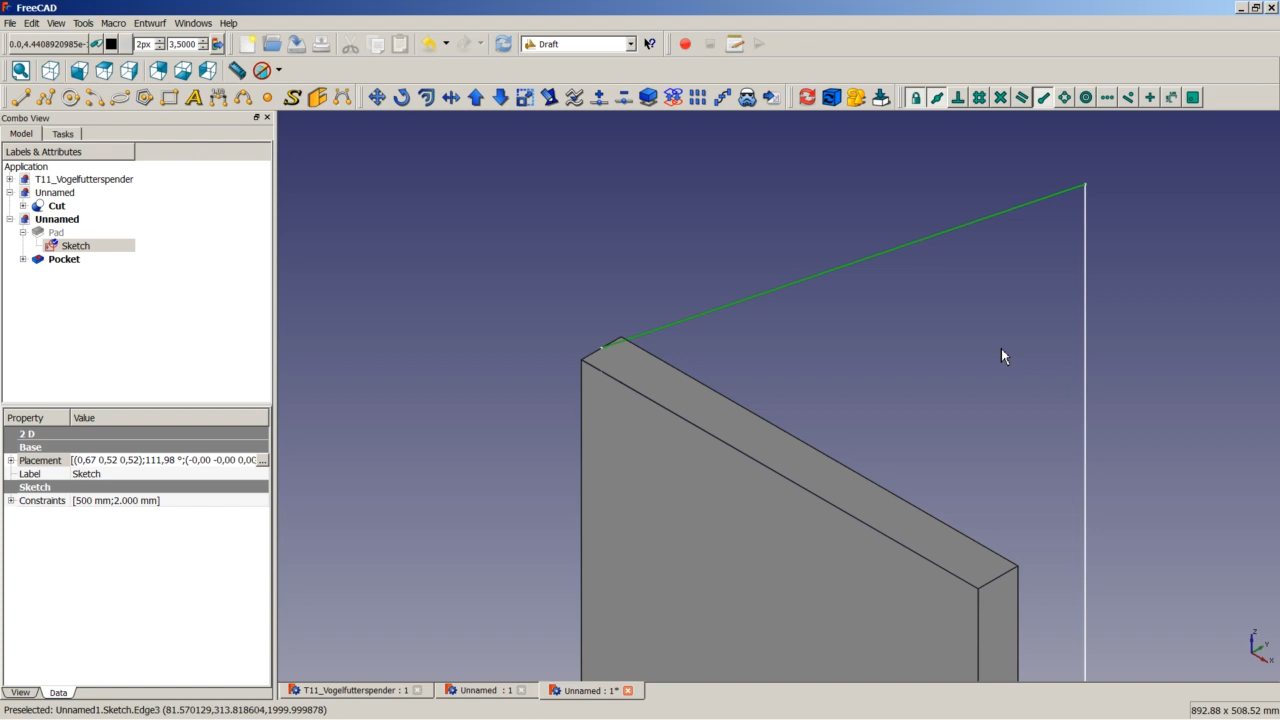 FreeCAD
File Edit View Tools Macro Entwurf Windows Help
0.0,4.4408920985e- 2px 3,5000 Draft
Combo View
Model Tasks
Labels & Attributes
Application
T11_Vogelfutterspender
Unnamed
Cut
Unnamed
Pad
Sketch
Pocket
Property Value
2 D
Base
Placement [(0,67 0,52 0,52);111,98 °;(-0,00 -0,00 0,00 ...
Label Sketch
Sketch
Constraints [500 mm;2.000 mm]
Z
Y
X
View Data
T11_Vogelfutterspender : 1 Unnamed : 1 Unnamed : 1*
Preselected: Unnamed1.Sketch.Edge3 (81.570129,313.818604,1999.999878) 892.88 x 508.52 mm